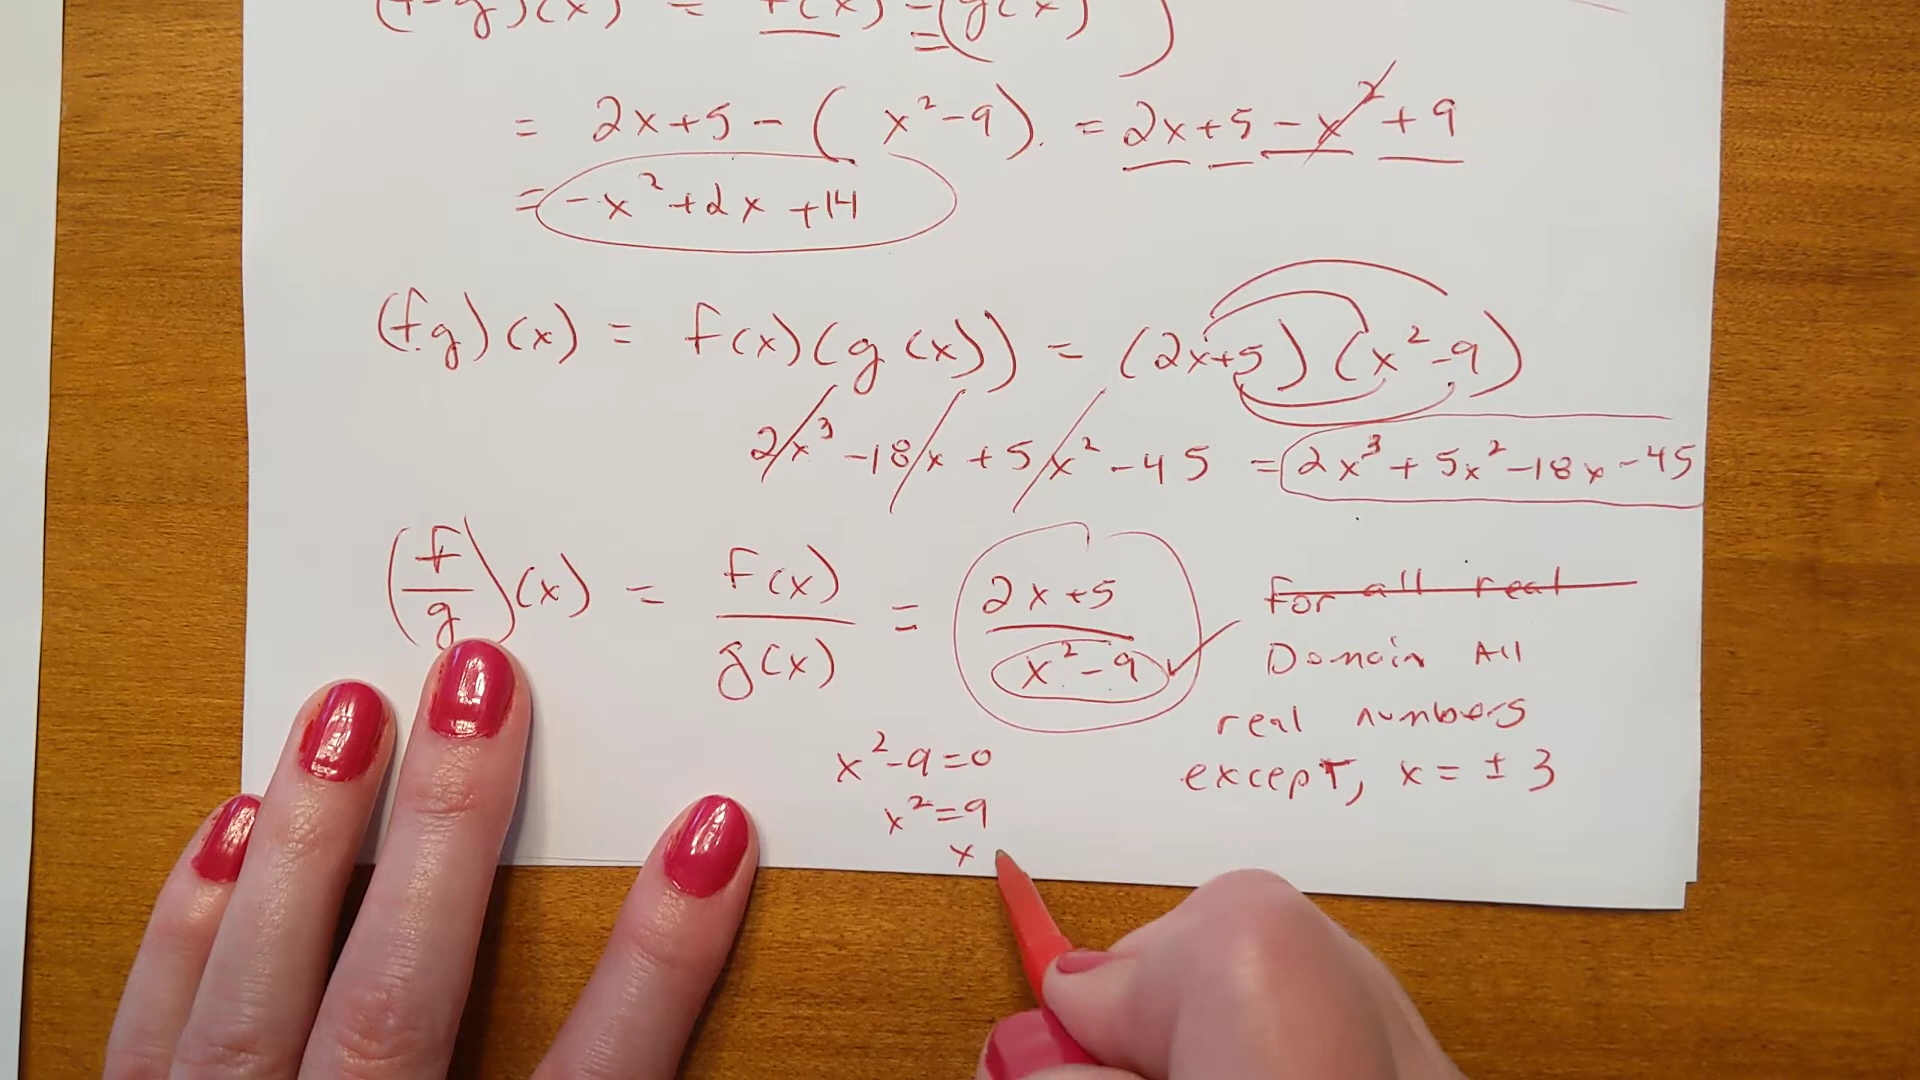 (f-g)(x) = f(x) - (g(x))
= 2x+5 - ( x²-9). = 2x+5 -x² +9
= -x² +2x +14
(fg)(x) = f(x)(g(x)) = (2x+5)(x²-9)
2x³ -18x + 5x² -45 = 2x³ + 5x² -18x -45
(f/g)(x) = f(x)/g(x) = 2x+5/x²-9
for all real
Domain All
real numbers
except, x = ± 3
x²-9=0
x²=9
x